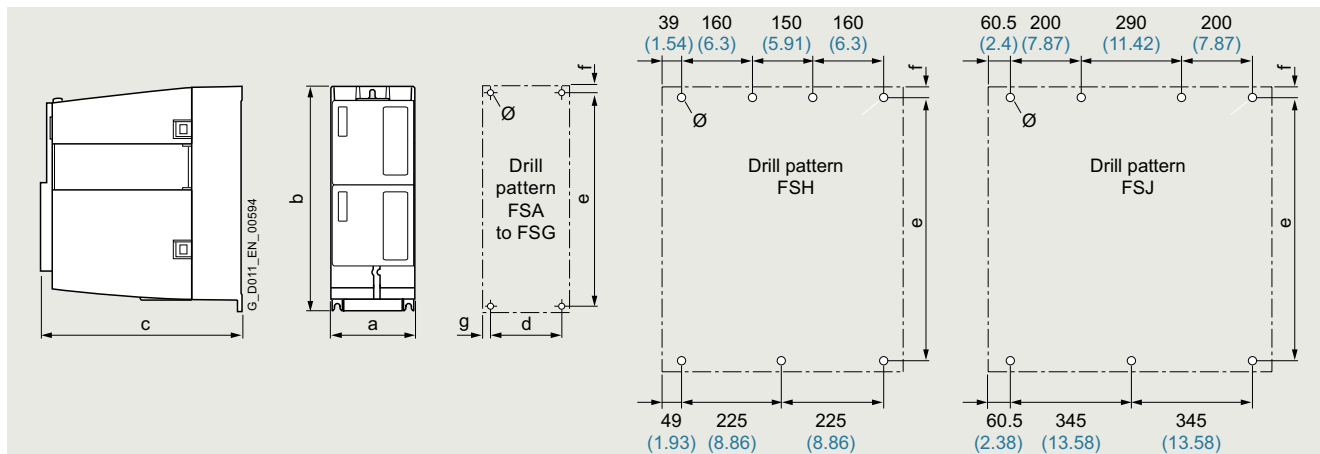 39 160 150 160
(1.54) (6.3) (5.91) (6.3)
60.5 200 290 200
(2.4) (7.87) (11.42) (7.87)
f
f
f
Ø
Ø
Ø
b
G_D011_EN_00594
Drill
pattern
FSA
to FSG
e
Drill pattern
FSH
e
Drill pattern
FSJ
e
c
a
g
d
49 225 225
(1.93) (8.86) (8.86)
60.5 345 345
(2.38) (13.58) (13.58)